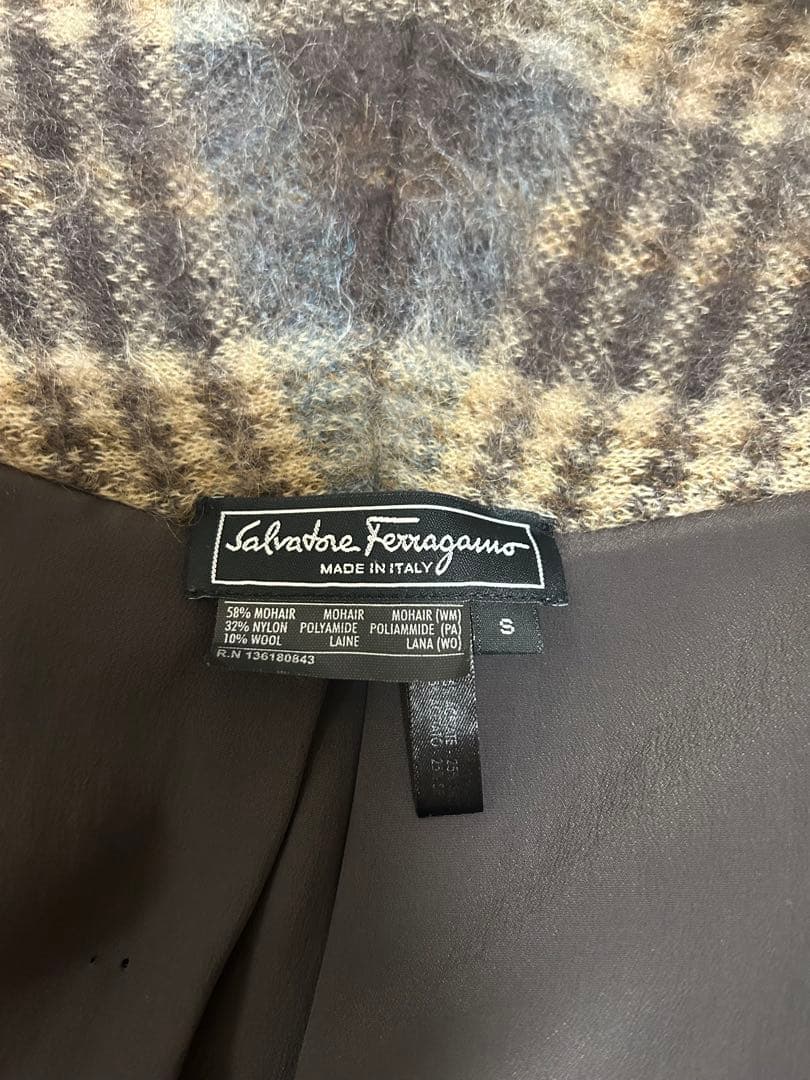 Salvatore Ferragamo
MADE IN ITALY
58% MOHAIR MOHAIR MOHAIR (WM)
32% NYLON POLYAMIDE POLIAMMIDE (PA)
10% WOOL LAINE LANA (WO)
R.N 136180843
S